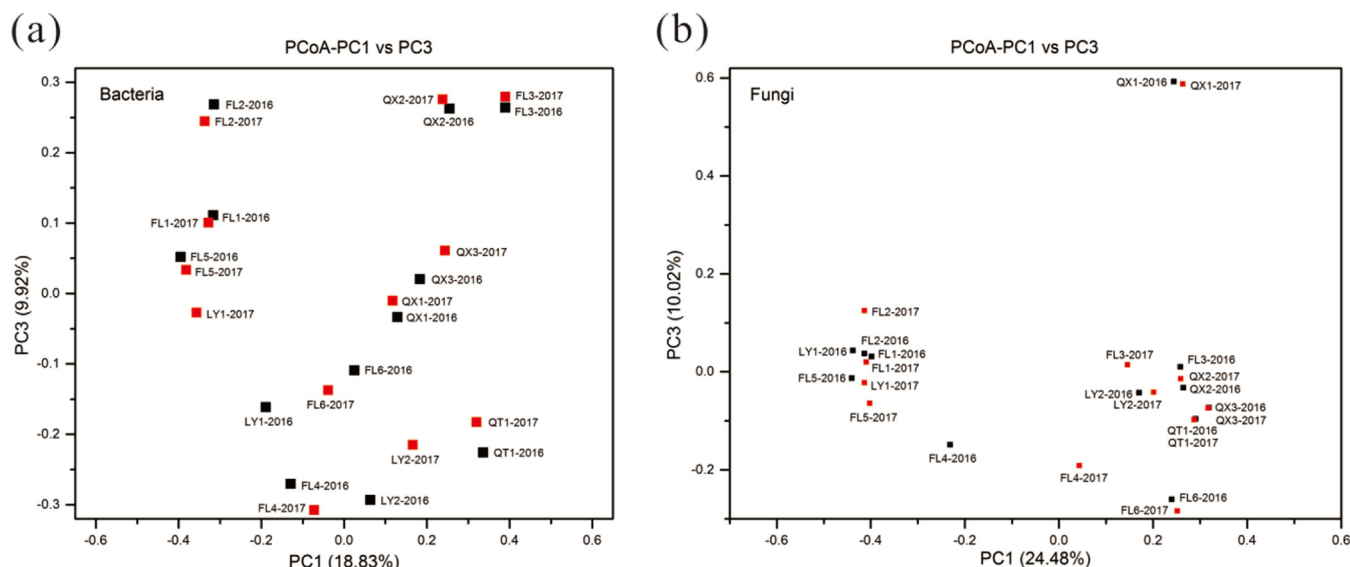 (a)
PCoA-PC1 vs PC3
Bacteria
PC3 (9.92%)
0.3
0.1
0.0
-0.1
-0.2
-0.3
FL2-2016
FL2-2017
QX2-2017
QX2-2016
FL3-2017
FL3-2016
FL1-2017
FL1-2016
FL5-2016
FL5-2017
LY1-2017
QX3-2017
QX3-2016
QX1-2017
QX1-2016
FL6-2016
FL6-2017
LY1-2016
QT1-2017
LY2-2017
QT1-2016
FL4-2016
LY2-2016
FL4-2017
-0.6 -0.4 -0.2 0.0 0.2 0.4 0.6
PC1 (18.83%)
(b)
PCoA-PC1 vs PC3
Fungi
PC3 (10.02%)
0.6
0.4
0.2
0.0
-0.2
QX1-2016
QX1-2017
FL2-2017
FL2-2016
LY1-2016
FL1-2016
FL1-2017
FL5-2016
LY1-2017
FL5-2017
FL3-2017
FL3-2016
QX2-2017
QX2-2016
LY2-2016
LY2-2017
QX3-2016
QX3-2017
QT1-2016
QT1-2017
FL4-2016
FL4-2017
FL6-2016
FL6-2017
-0.6 -0.4 -0.2 0.0 0.2 0.4 0.6
PC1 (24.48%)